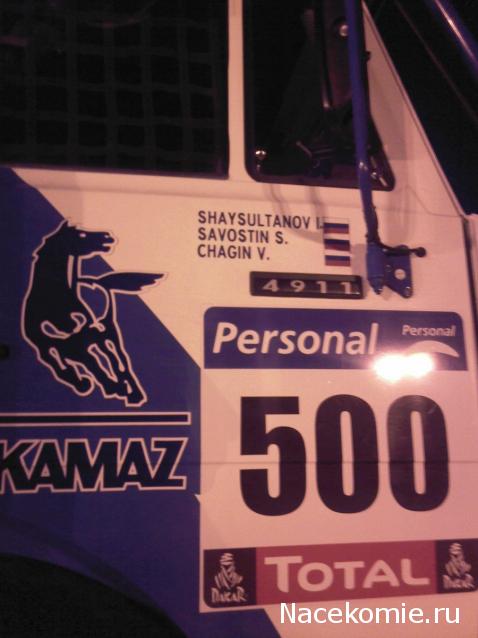 SHAYSULTANOV I.
SAVOSTIN S.
CHAGIN V.
4911
Personal Personal
500
KAMAZ
DAKAR TOTAL DAKAR
Nacekomie.ru